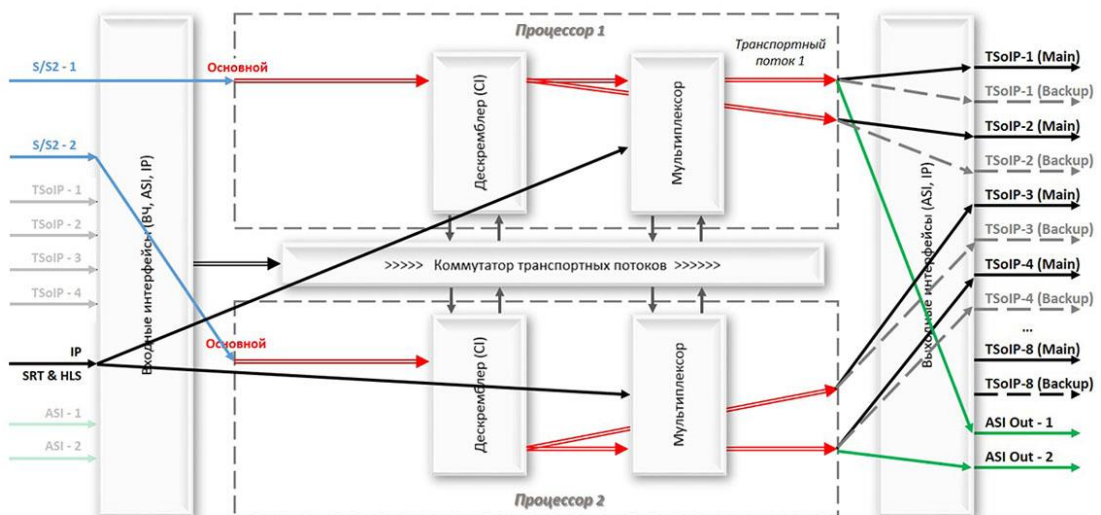 Процессор 1
S/S2 - 1
Основной
Транспортный
поток 1
TSoIP-1 (Main)
TSoIP-1 (Backup)
TSoIP-2 (Main)
TSoIP-2 (Backup)
TSoIP-3 (Main)
TSoIP-3 (Backup)
TSoIP-4 (Main)
TSoIP-4 (Backup)
...
TSoIP-8 (Main)
TSoIP-8 (Backup)
ASI Out - 1
ASI Out - 2
S/S2 - 2
TSoIP - 1
TSoIP - 2
TSoIP - 3
TSoIP - 4
IP
SRT & HLS
ASI - 1
ASI - 2
Входные интерфейсы (ВЧ, ASI, IP)
Дескремблер (CI)
Мультиплексор
>>>>> Коммутатор транспортных потоков >>>>>>
Основной
Дескремблер (CI)
Мультиплексор
Выходные интерфейсы (ASI, IP)
Процессор 2